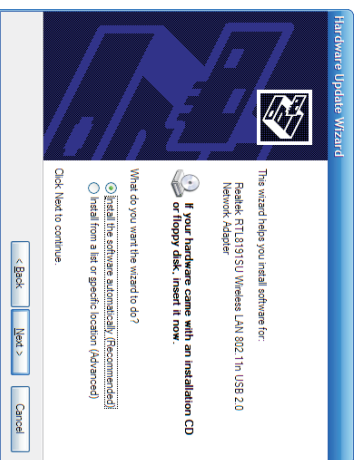 Hardware Update Wizard
This wizard helps you install software for:
Realtek RTL8191SU Wireless LAN 802.11n USB 2.0
Network Adapter
If your hardware came with an installation CD
or floppy disk, insert it now.
What do you want the wizard to do?
Install the software automatically (Recommended)
Install from a list or specific location (Advanced)
Click Next to continue.
< Back
Next >
Cancel